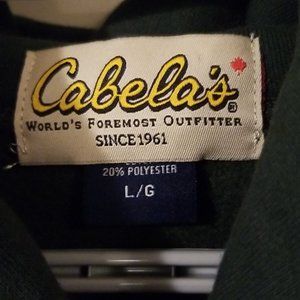 Cabela's®
WORLD'S FOREMOST OUTFITTER
SINCE 1961
20% POLYESTER
L/G